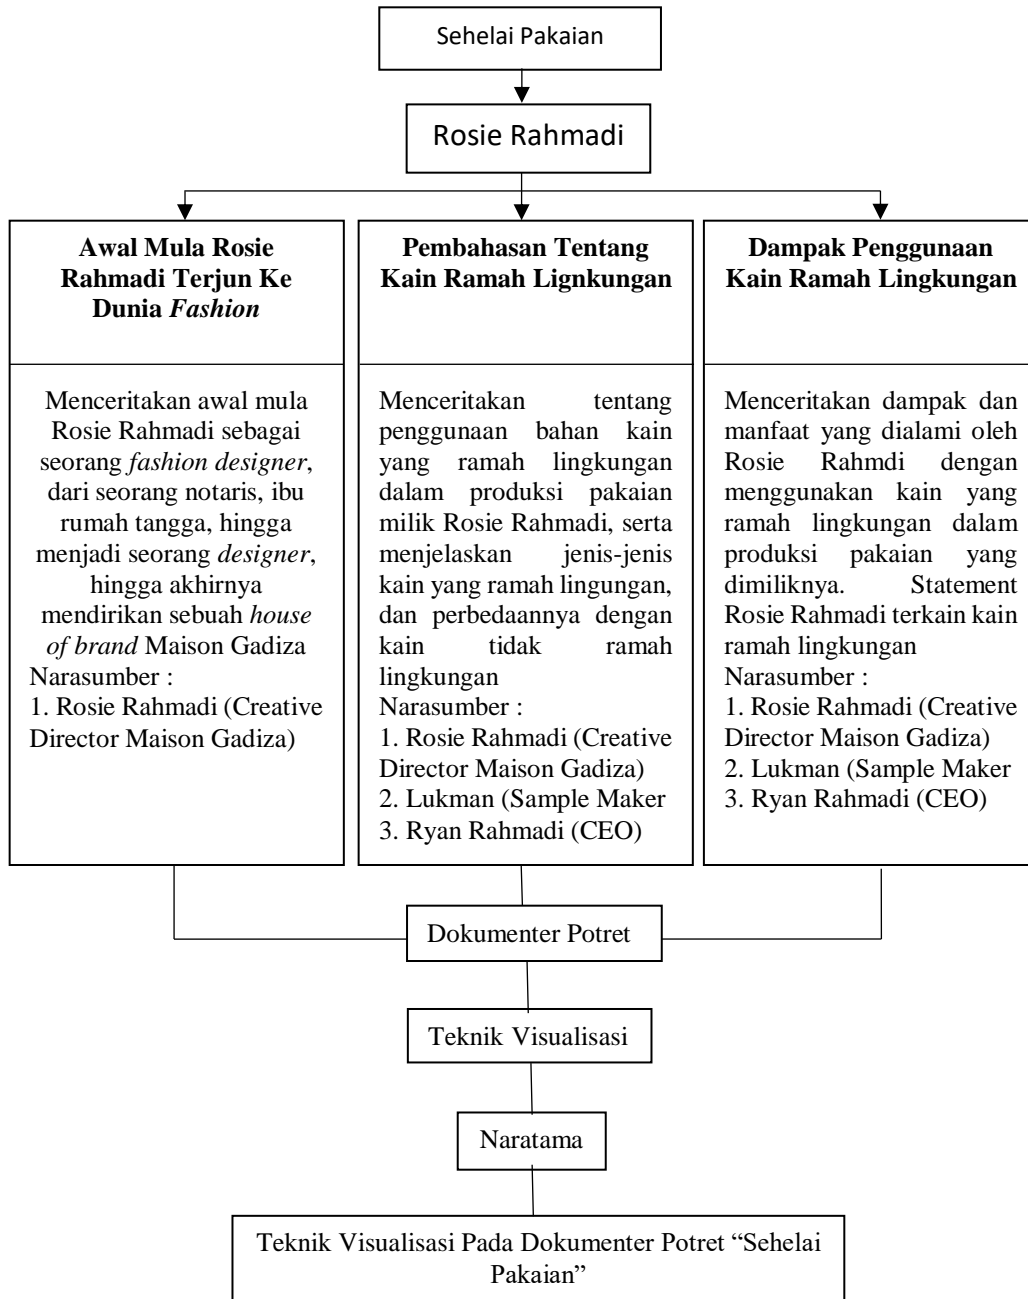 Sehelai Pakaian
Rosie Rahmadi
Awal Mula Rosie
Rahmadi Terjun Ke
Dunia Fashion
Menceritakan awal mula
Rosie Rahmadi sebagai
seorang fashion designer,
dari seorang notaris, ibu
rumah tangga, hingga
menjadi seorang designer,
hingga akhirnya
mendirikan sebuah house
of brand Maison Gadiza
Narasumber :
1. Rosie Rahmadi (Creative
Director Maison Gadiza)
Pembahasan Tentang
Kain Ramah Lignkungan
Menceritakan tentang
penggunaan bahan kain
yang ramah lingkungan
dalam produksi pakaian
milik Rosie Rahmadi, serta
menjelaskan jenis-jenis
kain yang ramah lingungan,
dan perbedaannya dengan
kain tidak ramah
lingkungan
Narasumber :
1. Rosie Rahmadi (Creative
Director Maison Gadiza)
2. Lukman (Sample Maker
3. Ryan Rahmadi (CEO)
Dampak Penggunaan
Kain Ramah Lingkungan
Menceritakan dampak dan
manfaat yang dialami oleh
Rosie Rahmdi dengan
menggunakan kain yang
ramah lingkungan dalam
produksi pakaian yang
dimiliknya. Statement
Rosie Rahmadi terkain kain
ramah lingkungan
Narasumber :
1. Rosie Rahmadi (Creative
Director Maison Gadiza)
2. Lukman (Sample Maker
3. Ryan Rahmadi (CEO)
Dokumenter Potret
Teknik Visualisasi
Naratama
Teknik Visualisasi Pada Dokumenter Potret “Sehelai
Pakaian”